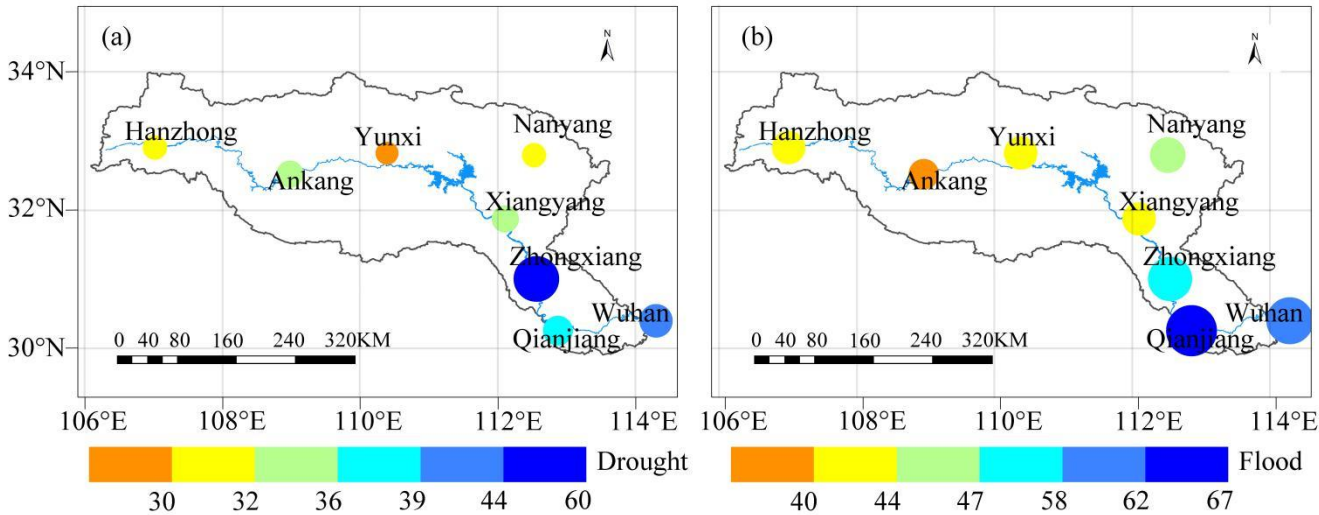 (a)
N
34°N
32°N
30°N
Hanzhong
Yunxi
Nanyang
Ankang
Xiangyang
Zhongxiang
Wuhan
Qianjiang
0 40 80 160 240 320KM
106°E 108°E 110°E 112°E 114°E
Drought
30 32 36 39 44 60
(b)
N
Hanzhong
Yunxi
Nanyang
Ankang
Xiangyang
Zhongxiang
Wuhan
Qianjiang
0 40 80 160 240 320KM
106°E 108°E 110°E 112°E 114°E
Flood
40 44 47 58 62 67